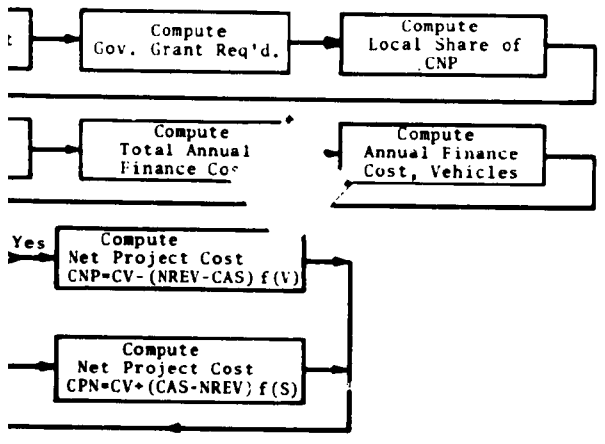 t
Compute
Gov. Grant Req'd.
Compute
Local Share of
CNP
Compute
Total Annual
Finance
Compute
Annual Finance
Cost, Vehicles
Yes
Compute
Net Project Cost
CNP=CV-(NREV-CAS)f(V)
Compute
Net Project Cost
CPN=CV+(CAS-NREV)f(S)